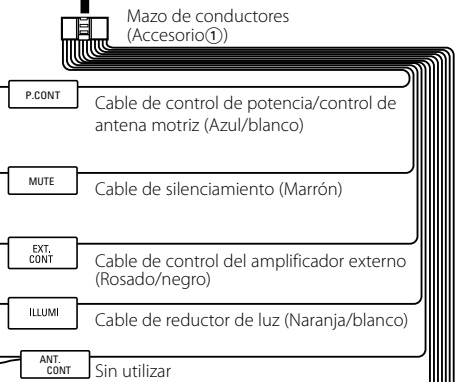 Mazo de conductores
(Accesorio①)
P.CONT
Cable de control de potencia/control de
antena motriz (Azul/blanco)
MUTE
Cable de silenciamiento (Marrón)
EXT.
CONT
Cable de control del amplificador externo
(Rosado/negro)
ILLUMI
Cable de reductor de luz (Naranja/blanco)
ANT.
CONT
Sin utilizar